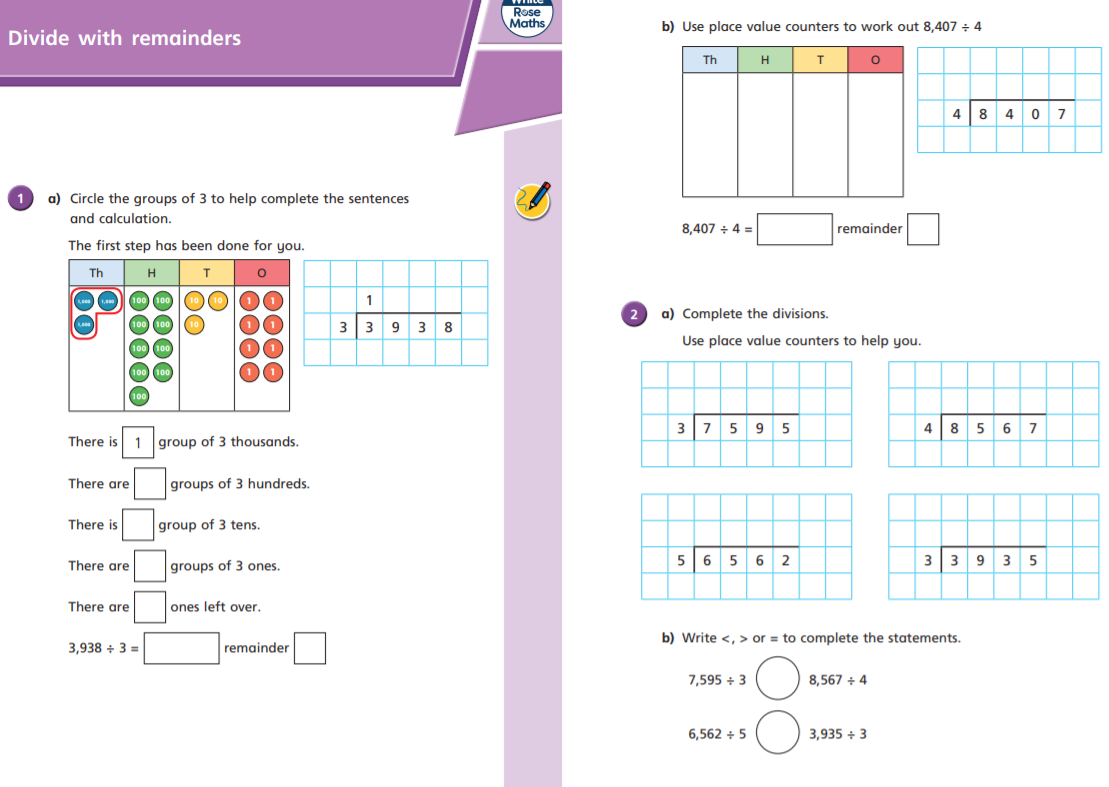 Divide with remainders
White
Rose
Maths
1 a) Circle the groups of 3 to help complete the sentences
and calculation.
The first step has been done for you.
Th H T O
1,000 1,000 100 100 10 10 1 1
1,000 100 100 10 1 1
100 100 1 1
100 100 1 1
100
1
3 3 9 3 8
There is 1 group of 3 thousands.
There are groups of 3 hundreds.
There is group of 3 tens.
There are groups of 3 ones.
There are ones left over.
3,938 ÷ 3 = remainder
b) Use place value counters to work out 8,407 ÷ 4
Th H T O
4 8 4 0 7
8,407 ÷ 4 = remainder
2 a) Complete the divisions.
Use place value counters to help you.
3 7 5 9 5
4 8 5 6 7
5 6 5 6 2
3 3 9 3 5
b) Write <, > or = to complete the statements.
7,595 ÷ 3 8,567 ÷ 4
6,562 ÷ 5 3,935 ÷ 3